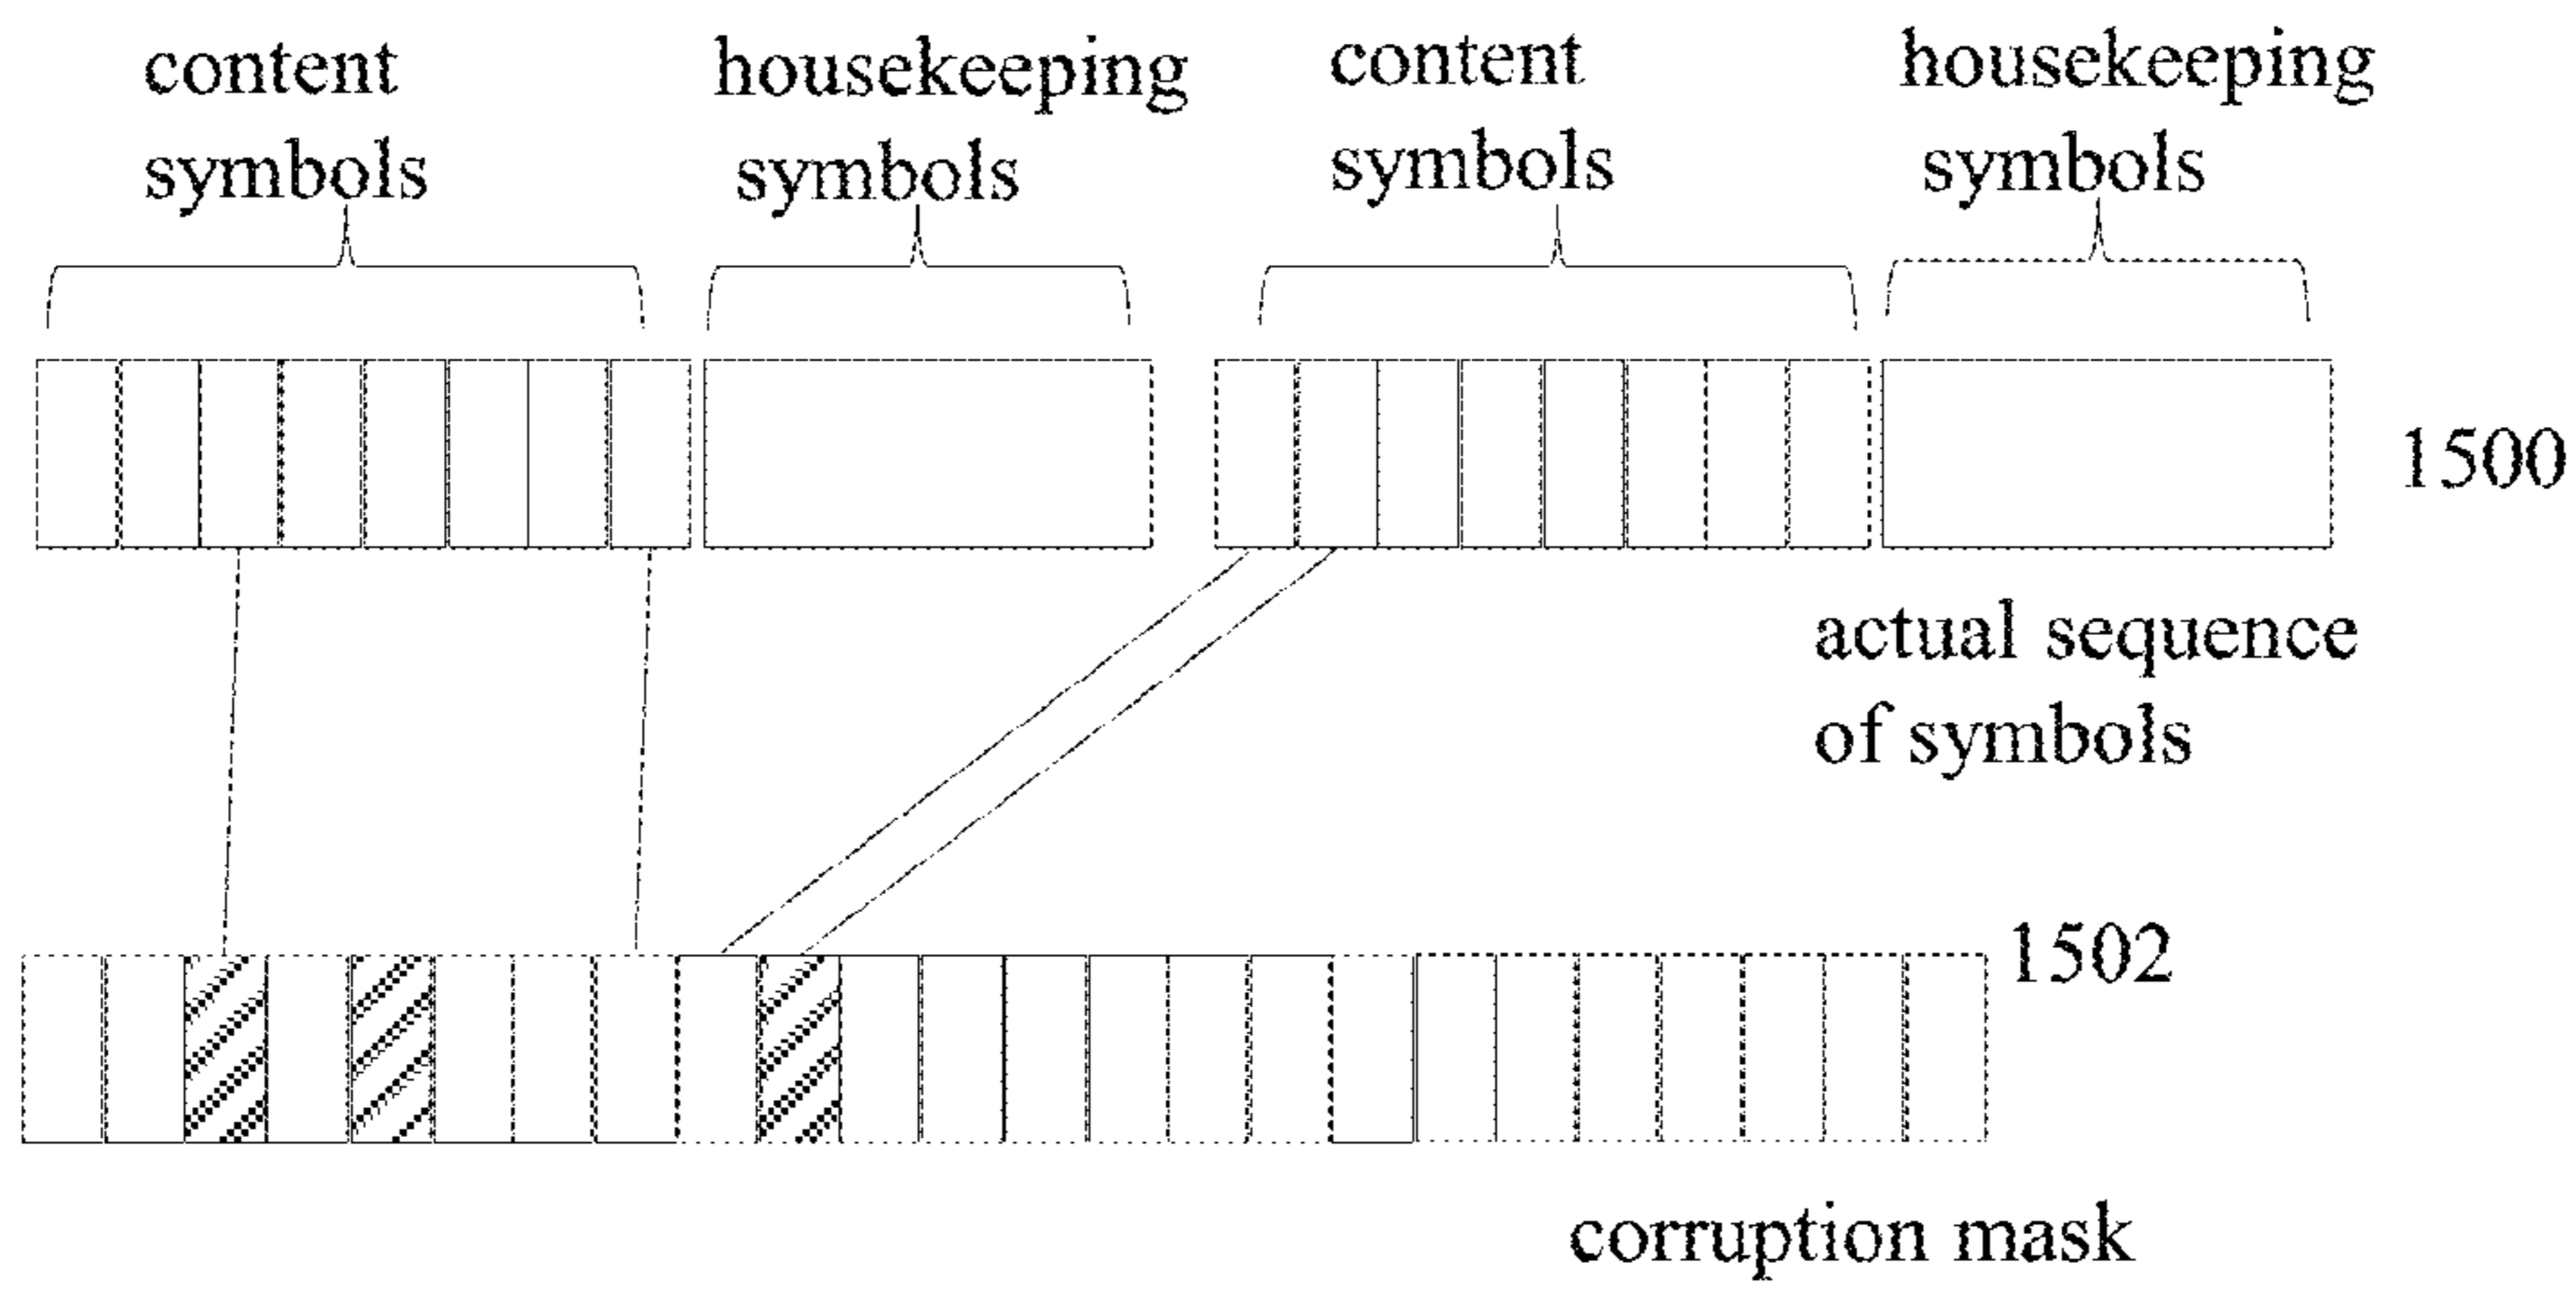 content
symbols
housekeeping
symbols
content
symbols
housekeeping
symbols
1500
actual sequence
of symbols
1502
corruption mask